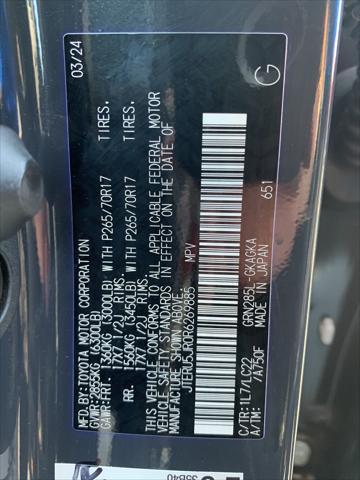 MFD.BY:TOYOTA MOTOR CORPORATION 03/24
GVWR:2855KG (6300LB)
GAWR:FRT. 1360KG (3000LB) WITH P265/70R17 TIRES.
17X7 1/2J RIMS.
RR. 1560KG (3450LB) WITH P265/70R17 TIRES.
17X7 1/2J RIMS.
THIS VEHICLE CONFORMS TO ALL APPLICABLE FEDERAL MOTOR
VEHICLE SAFETY STANDARDS IN EFFECT ON THE DATE OF
MANUFACTURE SHOWN ABOVE.
JTERU5JR0R6269885 MPV
G
C/TR:1L7/LC22 GRN285L-GKAGKA
A/TM: /A750F MADE IN JAPAN 651
35B40